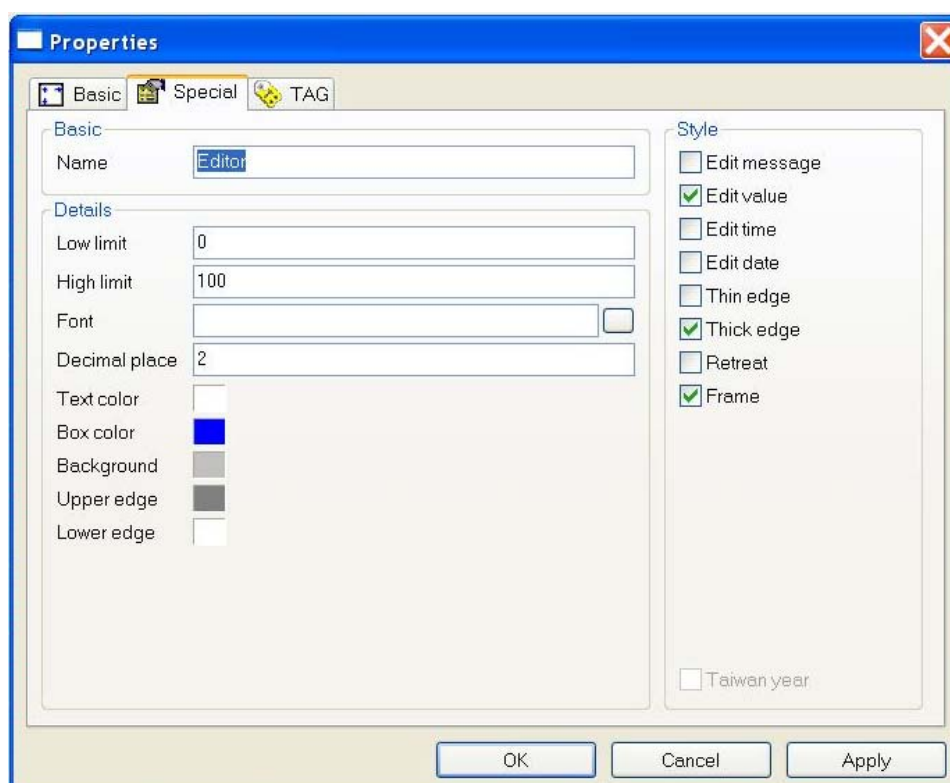 Properties
Basic Special TAG
Basic
Name Editor
Details
Low limit 0
High limit 100
Font
Decimal place 2
Text color
Box color
Background
Upper edge
Lower edge
Style
Edit message
Edit value
Edit time
Edit date
Thin edge
Thick edge
Retreat
Frame
Taiwan year
OK Cancel Apply